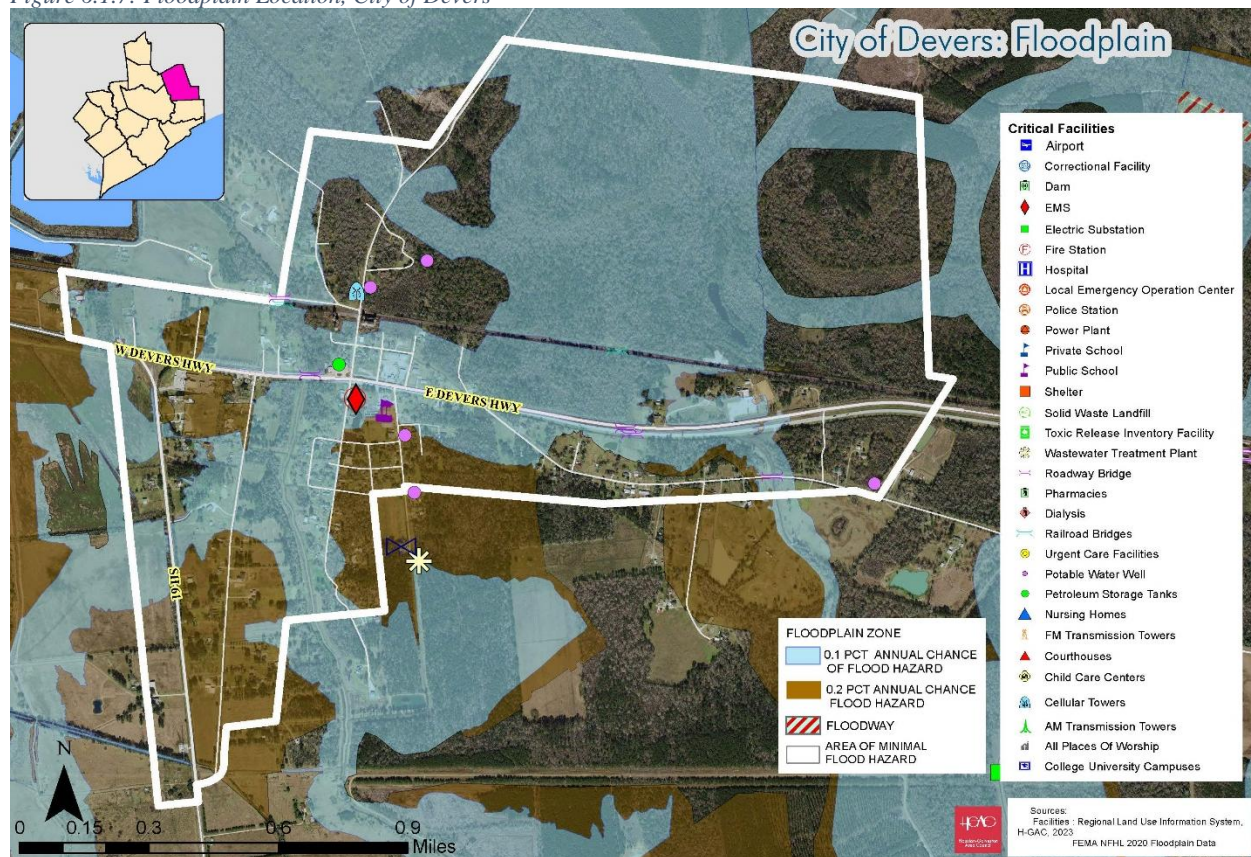 Figure 6.1.7: Floodplain Location, City of Devers
City of Devers: Floodplain
W DEVERS HWY
E DEVERS HWY
SH 61
N
0 0.15 0.3 0.6 0.9
Miles
Critical Facilities
Airport
Correctional Facility
Dam
EMS
Electric Substation
Fire Station
Hospital
Local Emergency Operation Center
Police Station
Power Plant
Private School
Public School
Shelter
Solid Waste Landfill
Toxic Release Inventory Facility
Wastewater Treatment Plant
Roadway Bridge
Pharmacies
Dialysis
Railroad Bridges
Urgent Care Facilities
Potable Water Well
Petroleum Storage Tanks
Nursing Homes
FM Transmission Towers
Courthouses
Child Care Centers
Cellular Towers
AM Transmission Towers
All Places Of Worship
College University Campuses
FLOODPLAIN ZONE
0.1 PCT ANNUAL CHANCE
OF FLOOD HAZARD
0.2 PCT ANNUAL CHANCE
FLOOD HAZARD
FLOODWAY
AREA OF MINIMAL
FLOOD HAZARD
Sources:
Facilities : Regional Land Use Information System,
H-GAC, 2023
FEMA NFHL 2020 Floodplain Data